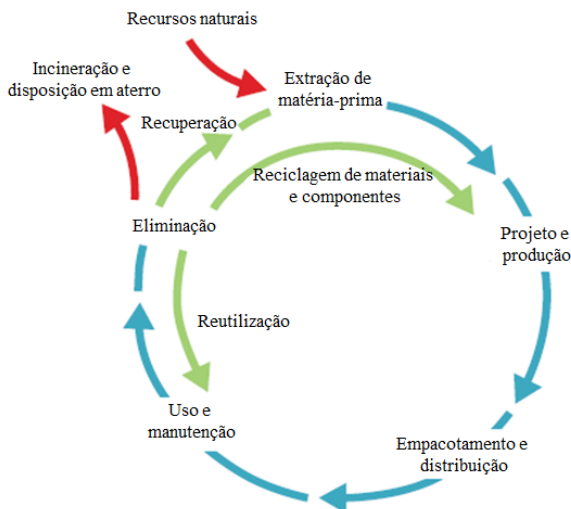 Recursos naturais
Incineração e
disposição em aterro
Extração de
matéria-prima
Recuperação
Reciclagem de materiais
e componentes
Eliminação
Projeto e
produção
Reutilização
Uso e
manutenção
Empacotamento e
distribuição